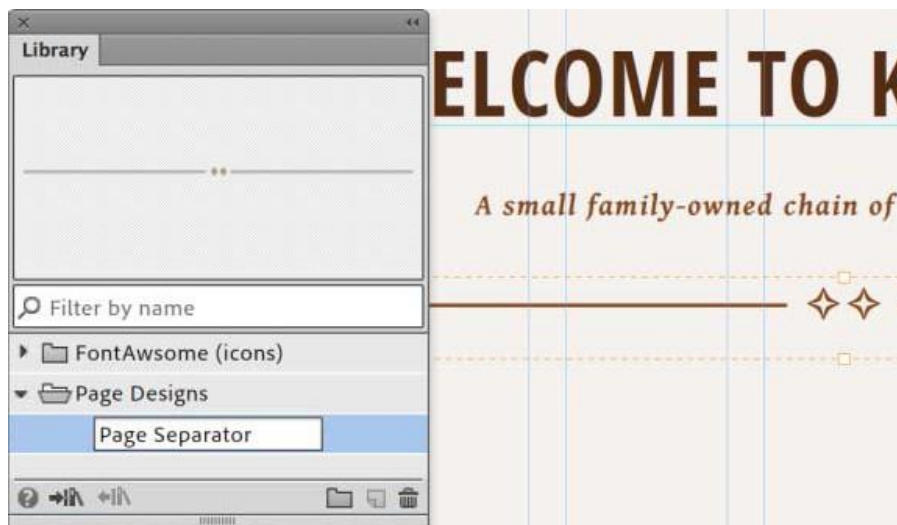 Library
ELCOME TO K
A small family-owned chain of
Filter by name
FontAwsome (icons)
Page Designs
Page Separator